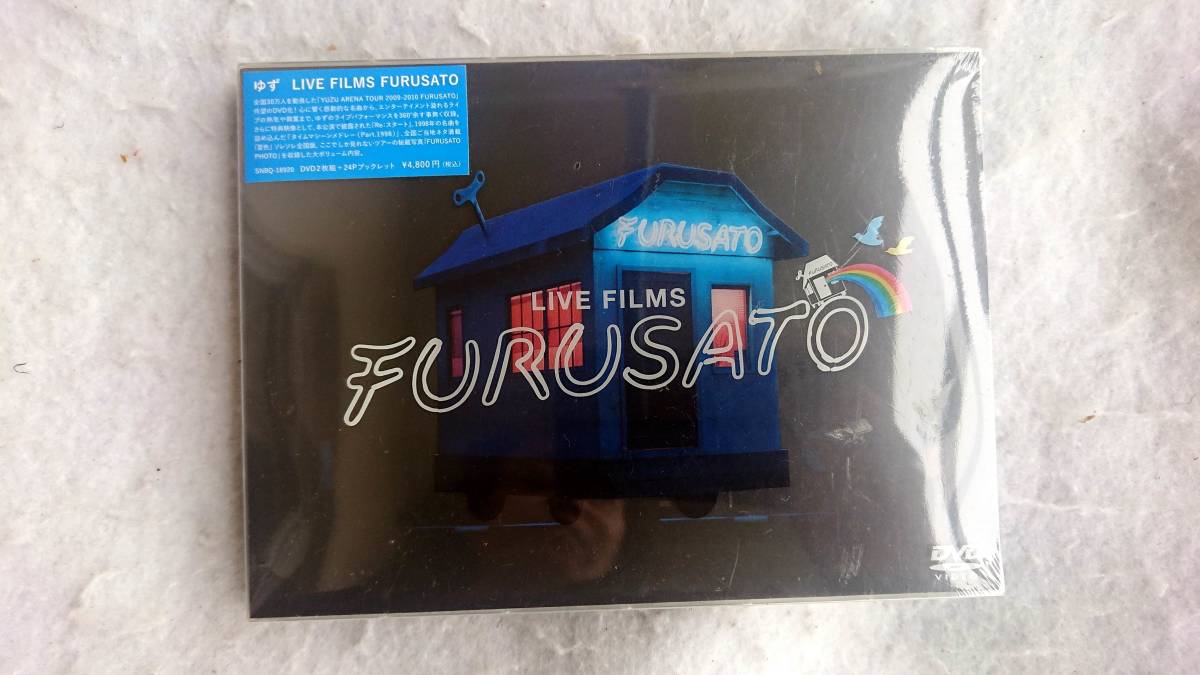 ゆず LIVE FILMS FURUSATO
全国30万人を動員した「YUZU ARENA TOUR 2009-2010 FURUSATO」
待望のDVD化!心に響く感動的な名曲から、エンターテイメント溢れるライ
ブの熱気や興奮まで、ゆずのライブパフォーマンスを360°余す事無く収録。
さらに特典映像として、本公演で披露された「Re:スタート」、1998年の名曲を
詰め込んだ「タイムマシーンメドレー(Part.1998)」、全国ご当地ネタ満載
「夏色」ソレソレ全国版、ここでしか見れないツアーの秘蔵写真「FURUSATO
PHOTO」を収録した大ボリューム内容。
SNBQ-18920 DVD2枚組+24Pブックレット ¥4,800円(税込)
FURUSATO
FURUSATO
LIVE FILMS
FURUSATO
DVD
VIDEO